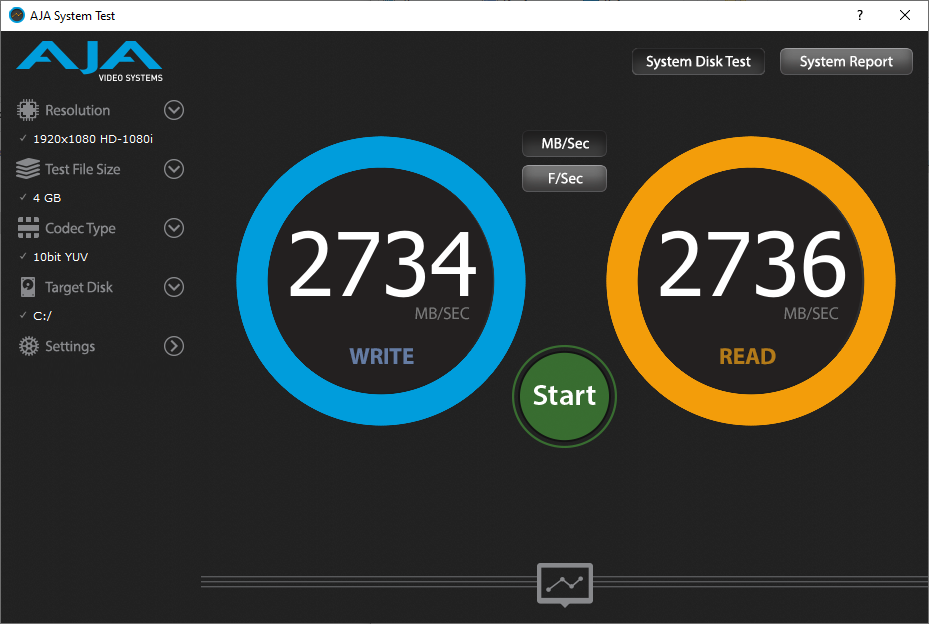 AJA System Test
?
AJA
VIDEO SYSTEMS
System Disk Test
System Report
Resolution
1920x1080 HD-1080i
Test File Size
4 GB
Codec Type
10bit YUV
Target Disk
C:/
Settings
MB/Sec
F/Sec
2734
MB/SEC
WRITE
2736
MB/SEC
READ
Start